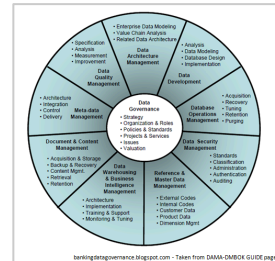 • Enterprise Data Modeling
• Value Chain Analysis
• Related Data Architecture
Data
Architecture
Management
• Analysis
• Data Modeling
• Database Design
• Implementation
Data
Development
• Acquisition
• Recovery
• Tuning
• Retention
• Purging
Database
Operations
Management
• Standards
• Classification
• Administration
• Authentication
• Auditing
Data Security
Management
• External Codes
• Internal Codes
• Customer Data
• Product Data
• Dimension Mgmt.
Reference &
Master Data
Management
• Architecture
• Implementation
• Training & Support
• Monitoring & Tuning
Data
Warehousing
& Business
Intelligence
Management
• Acquisition & Storage
• Backup & Recovery
• Content Mgmt.
• Retrieval
• Retention
Document & Content
Management
• Architecture
• Integration
• Control
• Delivery
Meta-data
Management
• Specification
• Analysis
• Measurement
• Improvement
Data
Quality
Management
Data
Governance
• Strategy
• Organization & Roles
• Policies & Standards
• Projects & Services
• Issues
• Valuation
bankingdatagovernance.blogspot.com - Taken from DAMA-DMBOK GUIDE page